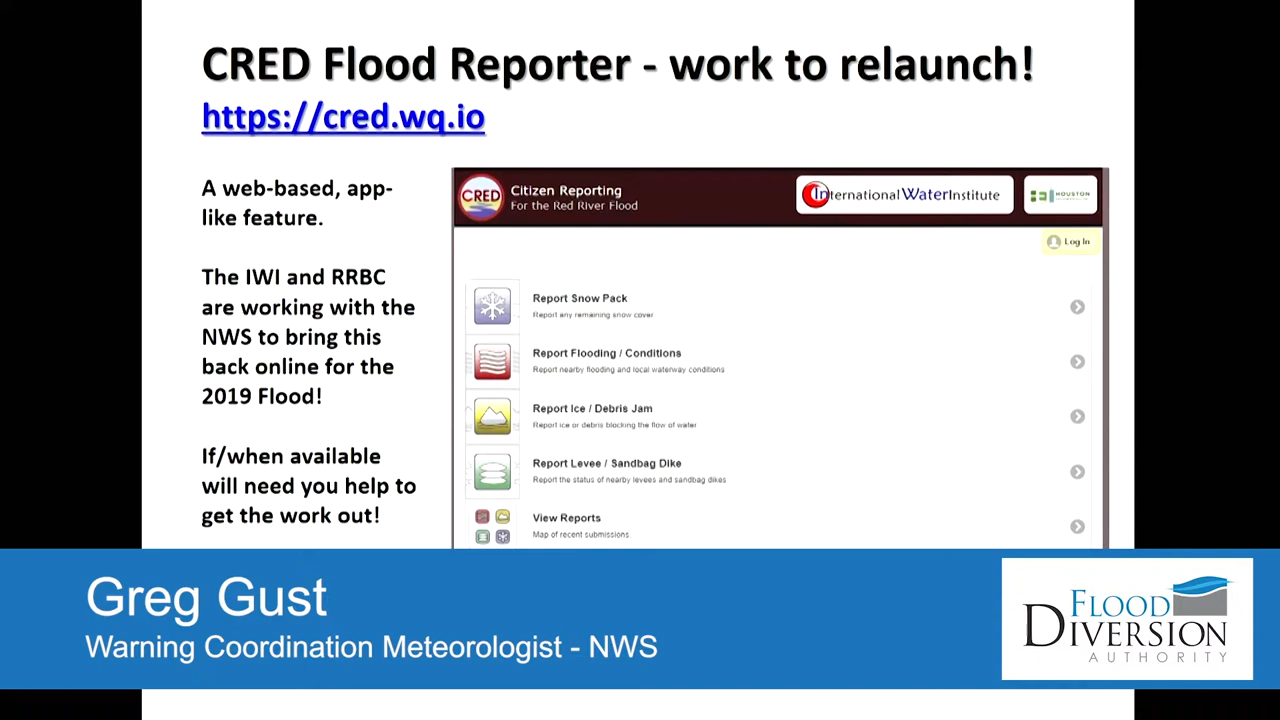 CRED Flood Reporter - work to relaunch!
https://cred.wq.io
A web-based, app-
like feature.
The IWI and RRBC
are working with the
NWS to bring this
back online for the
2019 Flood!
If/when available
will need you help to
get the work out!
CRED
Citizen Reporting
For the Red River Flood
International Water Institute
HOUSTON
Log In
Report Snow Pack
Report any remaining snow cover
Report Flooding / Conditions
Report nearby flooding and local waterway conditions
Report Ice / Debris Jam
Report ice or debris blocking the flow of water
Report Levee / Sandbag Dike
Report the status of nearby levees and sandbag dikes
View Reports
Map of recent submissions
Greg Gust
Warning Coordination Meteorologist - NWS
FLOOD
DIVERSION
AUTHORITY